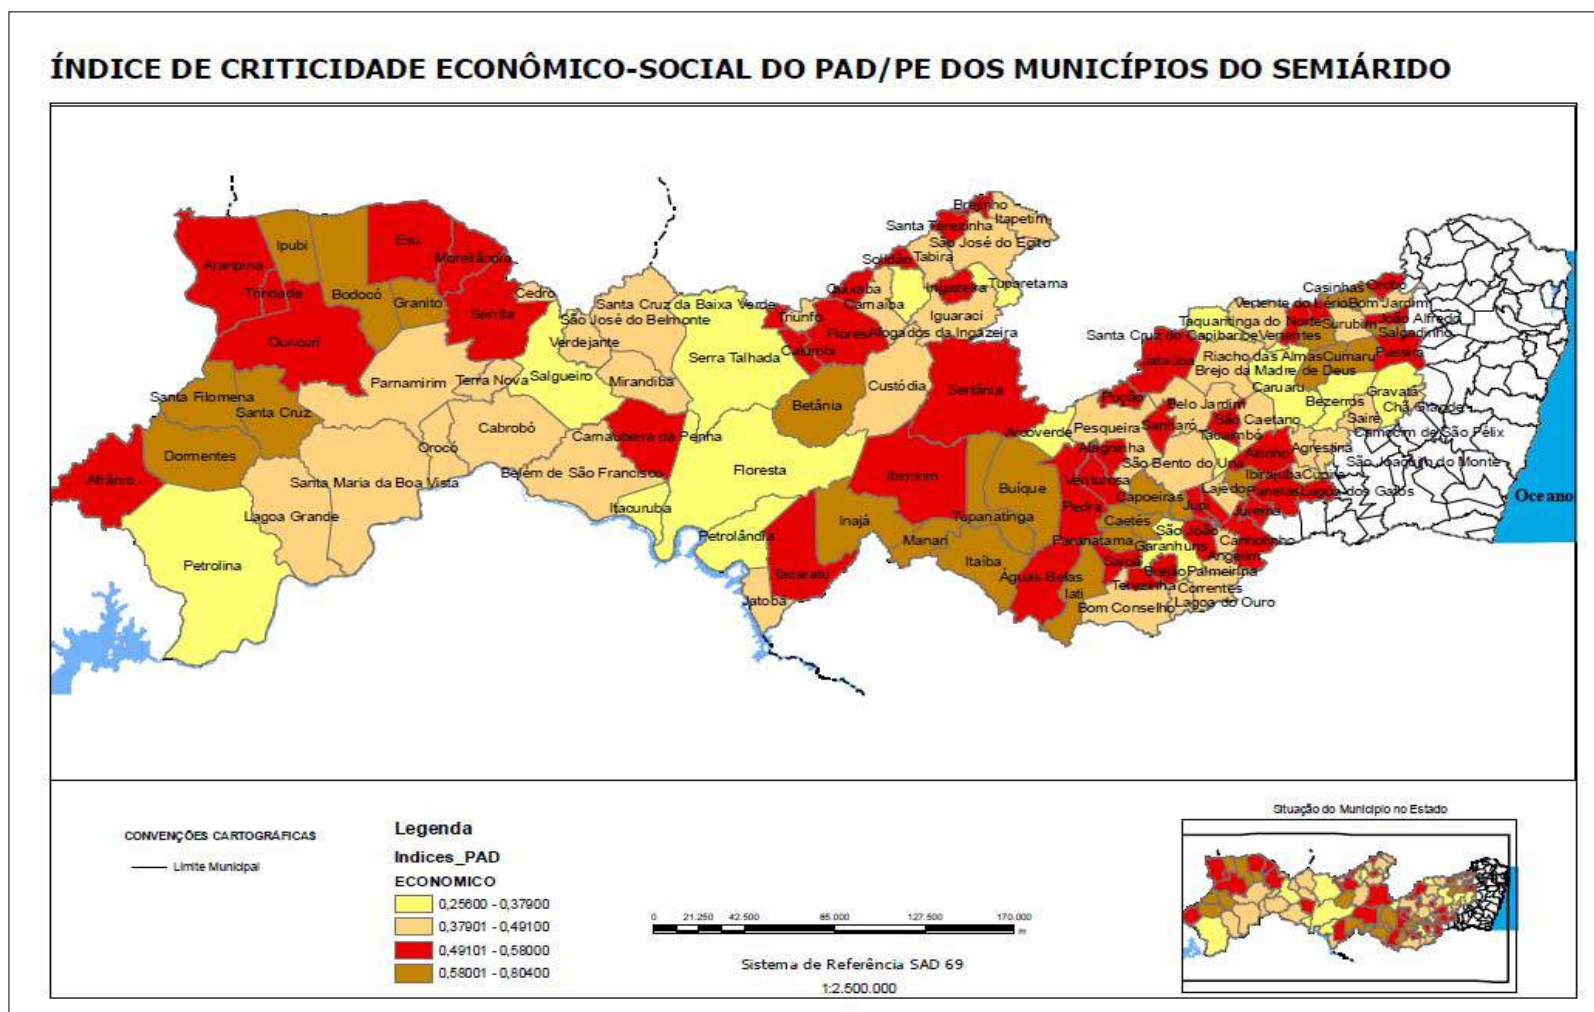 ÍNDICE DE CRITICIDADE ECONÔMICO-SOCIAL DO PAD/PE DOS MUNICÍPIOS DO SEMIÁRIDO
Brejinho
Itapetim
Santa Terezinha
São José do Egito
Ipubi
Exu
Araripina
Moreilândia
Solidão
Tabira
Trindade
Bodocó
Granito
Cedro
Quixaba
Ingazeira
Tuparetama
Santa Cruz da Baixa Verde
Carnaíba
Casinhas
Orobó
Serrita
São José do Belmonte
Triunfo
Iguaraci
Vertente do Lério
Bom Jardim
Flores
Afogados da Ingazeira
Taquaritinga do Norte
Surubim
João Alfredo
Ouricuri
Verdejante
Calumbi
Santa Cruz do Capibaribe
Vertentes
Salgadinho
Serra Talhada
Jataúba
Riacho das Almas
Cumaru
Passira
Parnamirim
Terra Nova
Salgueiro
Mirandiba
Custódia
Sertânia
Brejo da Madre de Deus
Santa Filomena
Caruaru
Gravatá
Santa Cruz
Betânia
Poção
Belo Jardim
Bezerros
Chã Grande
Cabrobó
Arcoverde
Pesqueira
Sanharó
São Caetano
Sairé
Carnaubeira da Penha
Tacaimbó
Camocim de São Félix
Orocó
Alagoinha
Altinho
Agrestina
Dormentes
Floresta
São Bento do Una
São Joaquim do Monte
Afrânio
Santa Maria da Boa Vista
Belém de São Francisco
Ibimirim
Venturosa
Ibirajuba
Cupira
Buíque
Capoeiras
Lajedo
Panelas
Lagoa dos Gatos
Oceano
Itacuruba
Pedra
Jupi
Jurema
Lagoa Grande
Inajá
Tupanatinga
Caetés
São João
Petrolândia
Manari
Paranatama
Garanhuns
Canhotinho
Angelim
Petrolina
Itaíba
Saloá
Brejão
Palmeirina
Tacaratu
Águas Belas
Iati
Terezinha
Correntes
Jatobá
Bom Conselho
Lagoa do Ouro
CONVENÇÕES CARTOGRÁFICAS
Limite Municipal
Legenda
Indices_PAD
ECONOMICO
0,25600 - 0,37900
0,37901 - 0,49100
0,49101 - 0,58000
0,58001 - 0,80400
0 21.250 42.500 85.000 127.500 170.000
m
Sistema de Referência SAD 69
1:2.500.000
Situação do Município no Estado